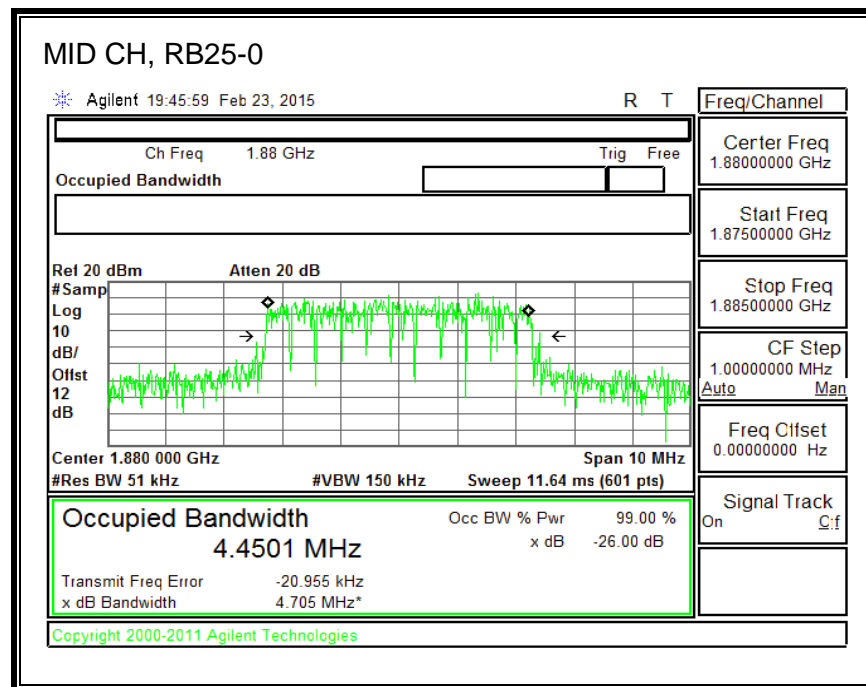 MID CH, RB25-0
Agilent 19:45:59 Feb 23, 2015 R T
Freq/Channel
Ch Freq 1.88 GHz Trig Free
Occupied Bandwidth
Center Freq
1.88000000 GHz
Start Freq
1.87500000 GHz
Stop Freq
1.88500000 GHz
CF Step
1.00000000 MHz
Auto Man
Freq Offset
0.00000000 Hz
Signal Track
On Off
Ref 20 dBm Atten 20 dB
#Samp
Log
10
dB/
Offst
12
dB
Center 1.880 000 GHz Span 10 MHz
#Res BW 51 kHz #VBW 150 kHz Sweep 11.64 ms (601 pts)
Occupied Bandwidth Occ BW % Pwr 99.00 %
4.4501 MHz x dB -26.00 dB
Transmit Freq Error -20.955 kHz
x dB Bandwidth 4.705 MHz*
Copyright 2000-2011 Agilent Technologies